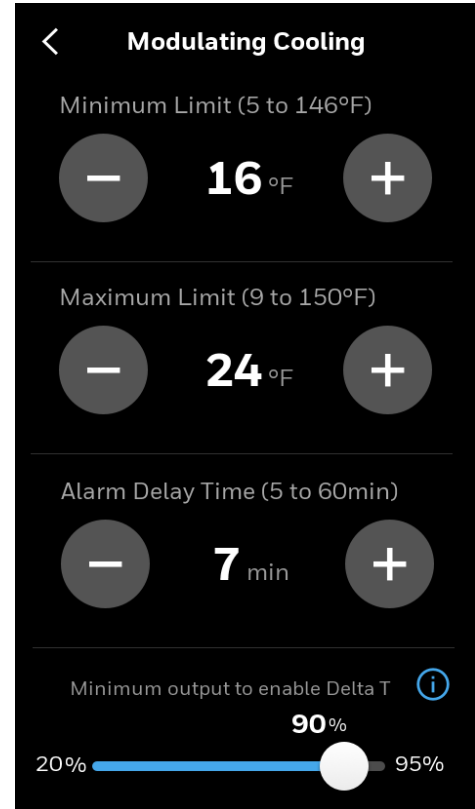 Modulating Cooling
Minimum Limit (5 to 146°F)
16 °F
Maximum Limit (9 to 150°F)
24 °F
Alarm Delay Time (5 to 60min)
7 min
Minimum output to enable Delta T
90%
20% 95%